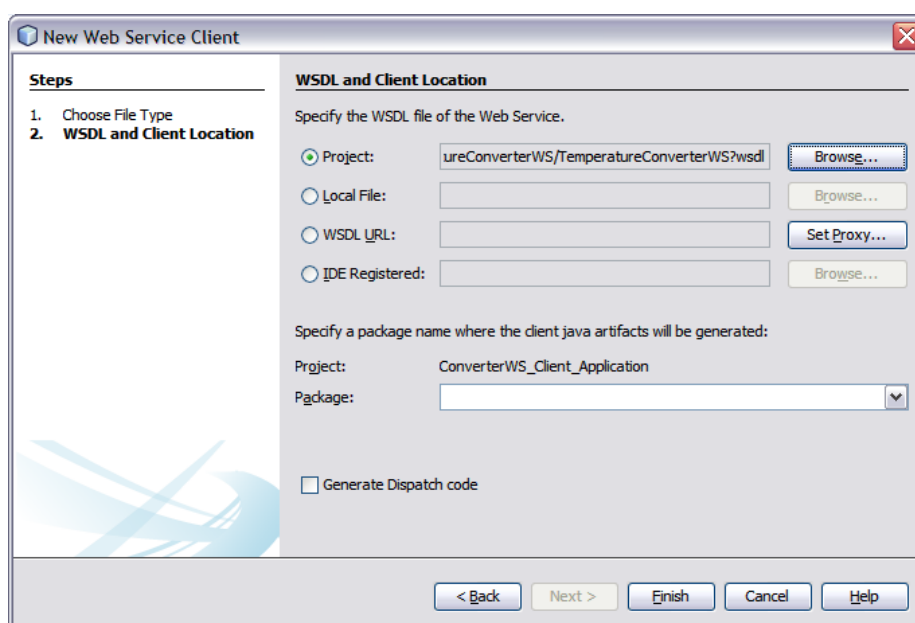 New Web Service Client
Steps
1. Choose File Type
2. WSDL and Client Location
WSDL and Client Location
Specify the WSDL file of the Web Service.
Project: ureConverterWS/TemperatureConverterWS?wsdl Browse...
Local File: Browse...
WSDL URL: Set Proxy...
IDE Registered: Browse...
Specify a package name where the client java artifacts will be generated:
Project: ConverterWS_Client_Application
Package:
Generate Dispatch code
< Back Next > Finish Cancel Help